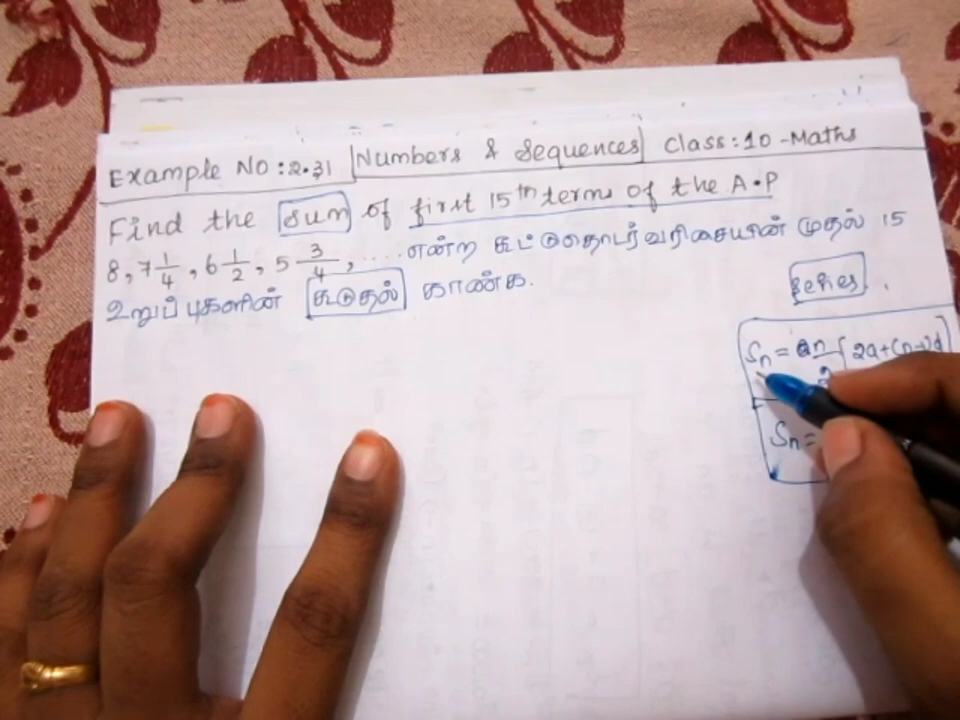 Example No : 2.31 Numbers & Sequences Class : 10 - Maths
Find the sum of first 15th terms of the A.P
8, 7 1/4, 6 1/2, 5 3/4, .... என்ற கூட்டுதொடர்வரிசையின் முதல் 15
உறுப்புகளின் கூடுதல் காண்க.
Series
Sn = n/2 [2a+(n-1)d]
Sn =